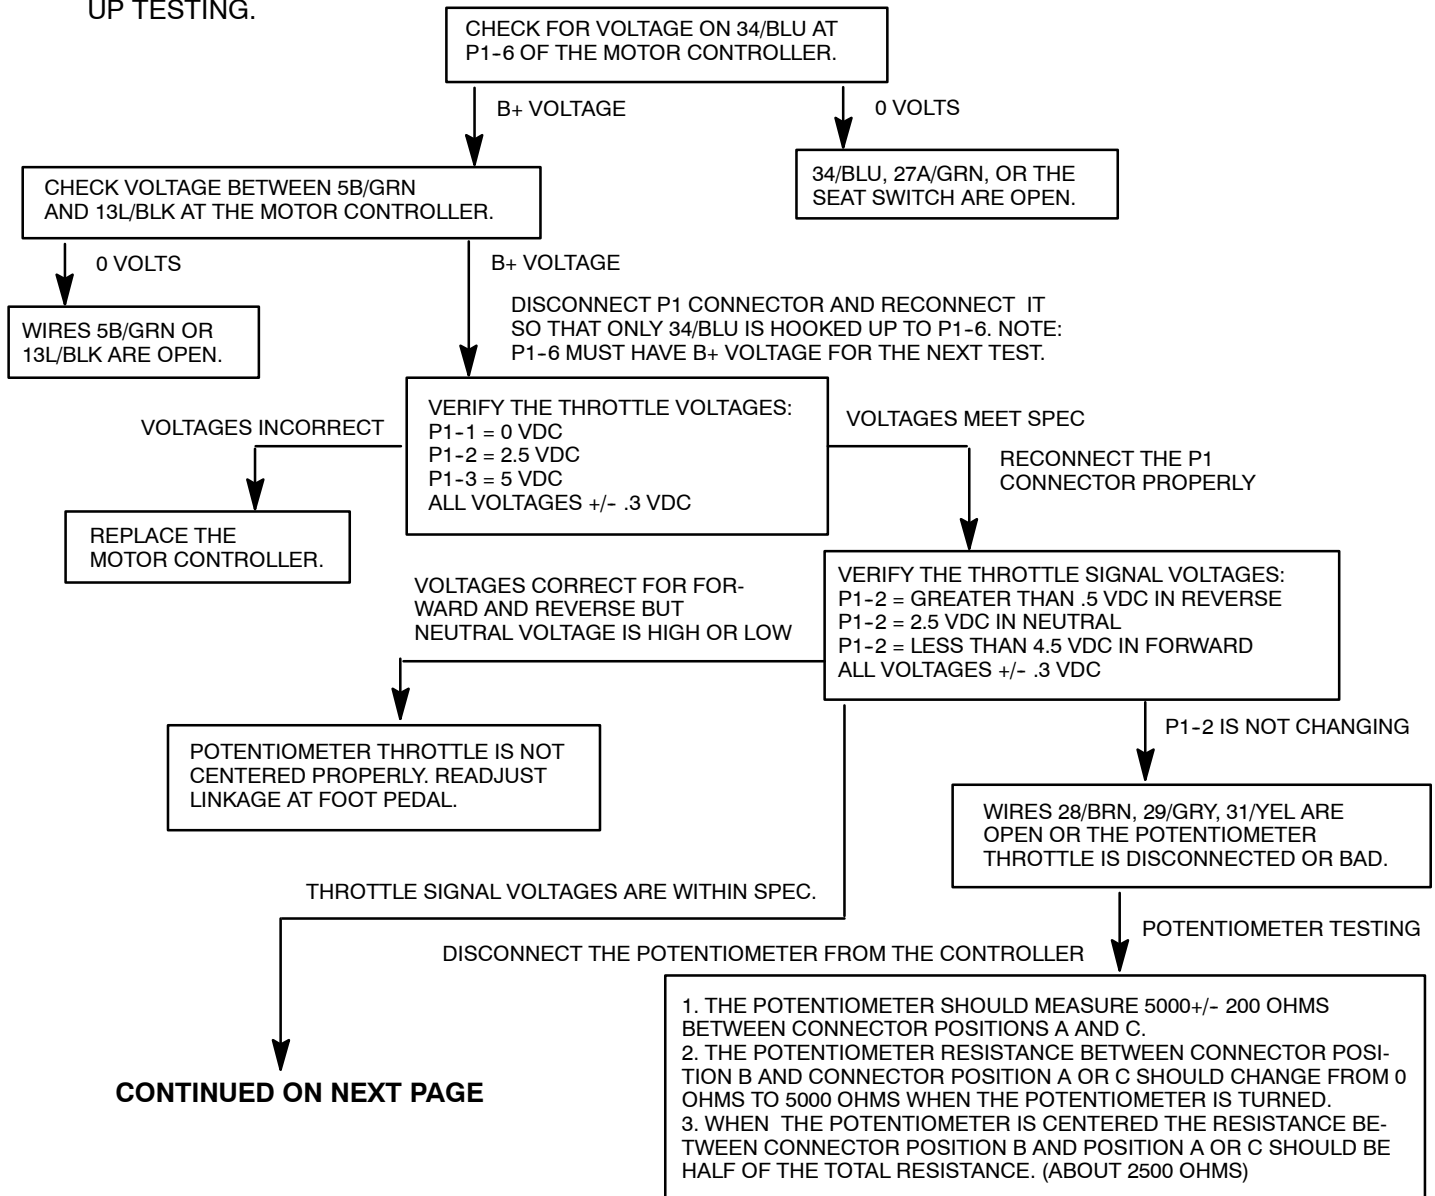 UP TESTING.
CHECK FOR VOLTAGE ON 34/BLU AT
P1-6 OF THE MOTOR CONTROLLER.
B+ VOLTAGE
0 VOLTS
CHECK VOLTAGE BETWEEN 5B/GRN
AND 13L/BLK AT THE MOTOR CONTROLLER.
34/BLU, 27A/GRN, OR THE
SEAT SWITCH ARE OPEN.
0 VOLTS
B+ VOLTAGE
WIRES 5B/GRN OR
13L/BLK ARE OPEN.
DISCONNECT P1 CONNECTOR AND RECONNECT IT
SO THAT ONLY 34/BLU IS HOOKED UP TO P1-6. NOTE:
P1-6 MUST HAVE B+ VOLTAGE FOR THE NEXT TEST.
VOLTAGES INCORRECT
VERIFY THE THROTTLE VOLTAGES:
P1-1 = 0 VDC
P1-2 = 2.5 VDC
P1-3 = 5 VDC
ALL VOLTAGES +/- .3 VDC
VOLTAGES MEET SPEC
RECONNECT THE P1
CONNECTOR PROPERLY
REPLACE THE
MOTOR CONTROLLER.
VOLTAGES CORRECT FOR FOR-
WARD AND REVERSE BUT
NEUTRAL VOLTAGE IS HIGH OR LOW
VERIFY THE THROTTLE SIGNAL VOLTAGES:
P1-2 = GREATER THAN .5 VDC IN REVERSE
P1-2 = 2.5 VDC IN NEUTRAL
P1-2 = LESS THAN 4.5 VDC IN FORWARD
ALL VOLTAGES +/- .3 VDC
P1-2 IS NOT CHANGING
POTENTIOMETER THROTTLE IS NOT
CENTERED PROPERLY. READJUST
LINKAGE AT FOOT PEDAL.
WIRES 28/BRN, 29/GRY, 31/YEL ARE
OPEN OR THE POTENTIOMETER
THROTTLE IS DISCONNECTED OR BAD.
THROTTLE SIGNAL VOLTAGES ARE WITHIN SPEC.
POTENTIOMETER TESTING
DISCONNECT THE POTENTIOMETER FROM THE CONTROLLER
1. THE POTENTIOMETER SHOULD MEASURE 5000+/- 200 OHMS
BETWEEN CONNECTOR POSITIONS A AND C.
2. THE POTENTIOMETER RESISTANCE BETWEEN CONNECTOR POSI-
TION B AND CONNECTOR POSITION A OR C SHOULD CHANGE FROM 0
OHMS TO 5000 OHMS WHEN THE POTENTIOMETER IS TURNED.
3. WHEN THE POTENTIOMETER IS CENTERED THE RESISTANCE BE-
TWEEN CONNECTOR POSITION B AND POSITION A OR C SHOULD BE
HALF OF THE TOTAL RESISTANCE. (ABOUT 2500 OHMS)
CONTINUED ON NEXT PAGE